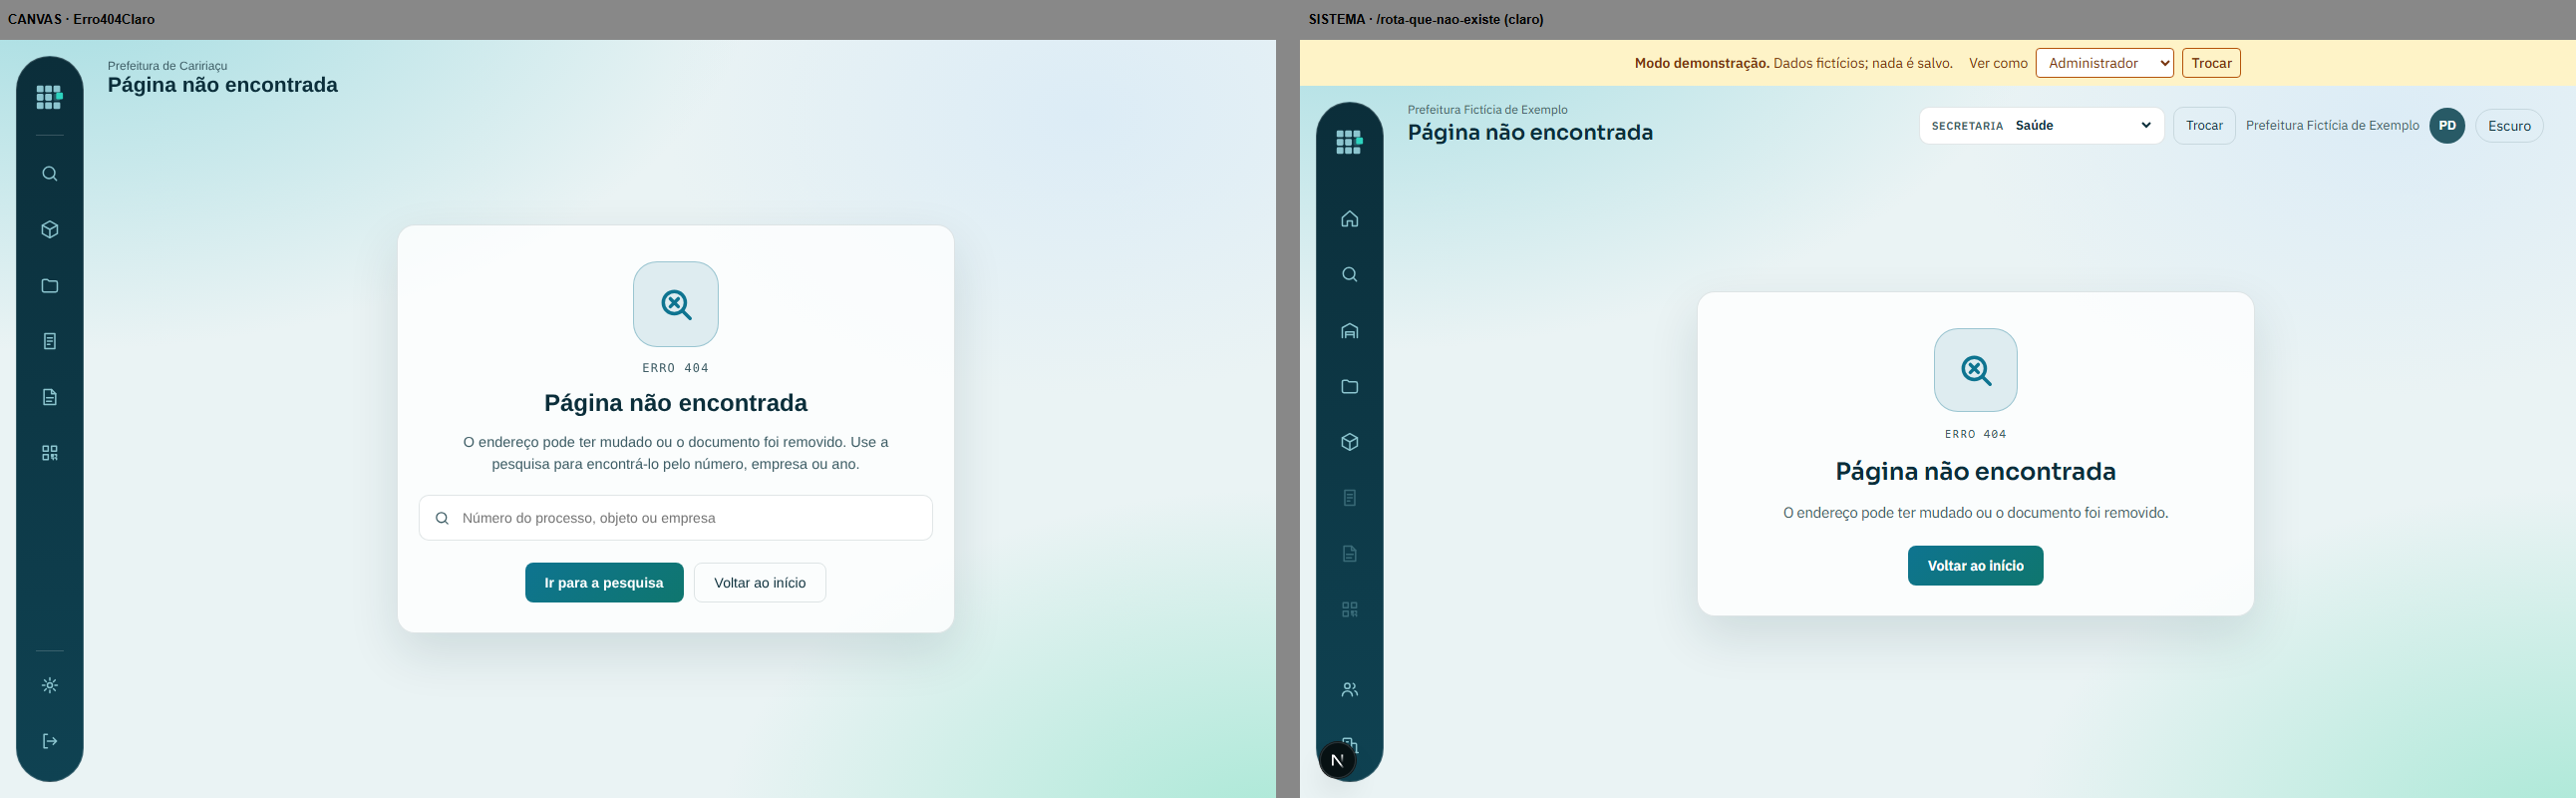 CANVAS · Erro404Claro
Prefeitura de Caririaçu
Página não encontrada
ERRO 404
Página não encontrada
O endereço pode ter mudado ou o documento foi removido. Use a
pesquisa para encontrá-lo pelo número, empresa ou ano.
Número do processo, objeto ou empresa
Ir para a pesquisa
Voltar ao início
SISTEMA · /rota-que-nao-existe (claro)
Modo demonstração. Dados fictícios; nada é salvo. Ver como Administrador Trocar
Prefeitura Fictícia de Exemplo
Página não encontrada
SECRETARIA Saúde Trocar Prefeitura Fictícia de Exemplo PD Escuro
ERRO 404
Página não encontrada
O endereço pode ter mudado ou o documento foi removido.
Voltar ao início
N